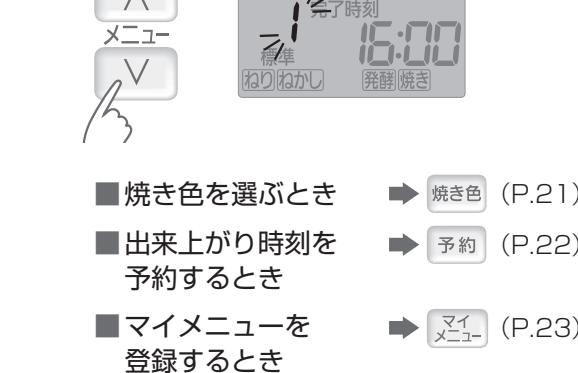 メニュー
1
完了時刻
標準
16:00
ねり ねかし 発酵 焼き
■焼き色を選ぶとき ➡ 焼き色 (P.21)
■出来上がり時刻を ➡ 予約 (P.22)
予約するとき
■マイメニューを ➡ マイメニュー (P.23)
登録するとき